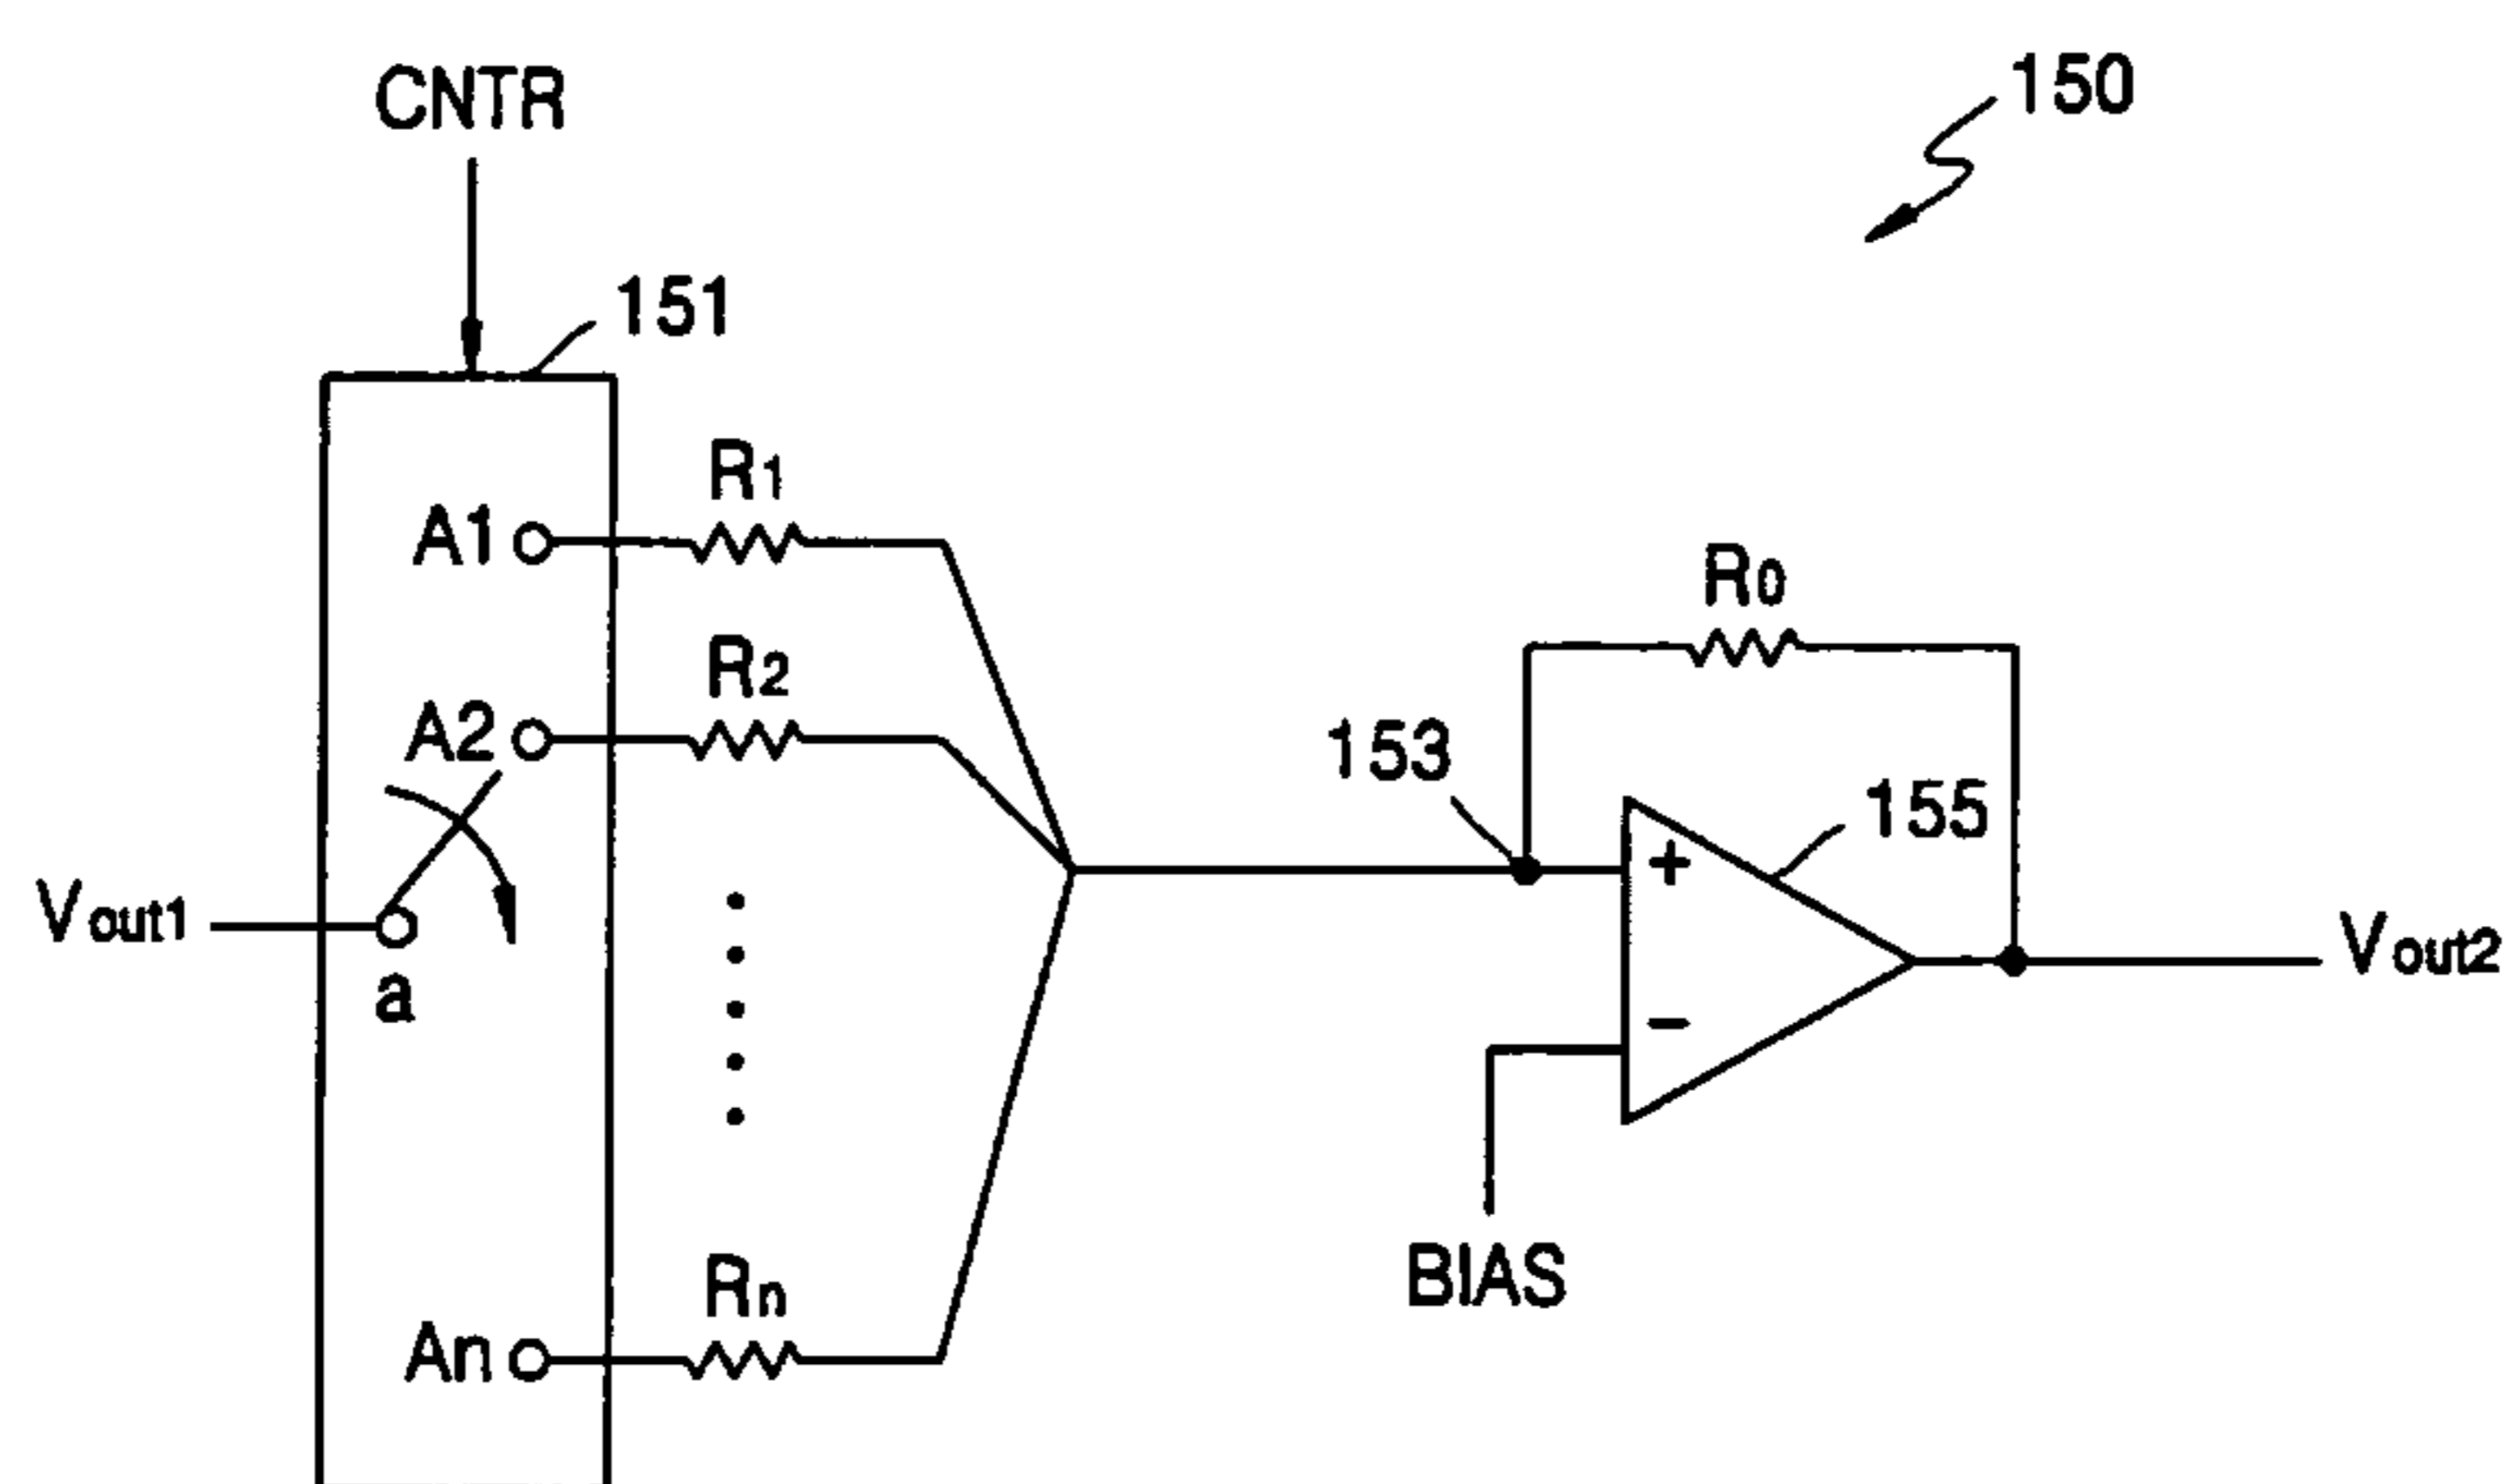 CNTR
150
151
R1
A1
R0
R2
A2
153
155
+
Vout1
Vout2
a
−
BIAS
Rn
An